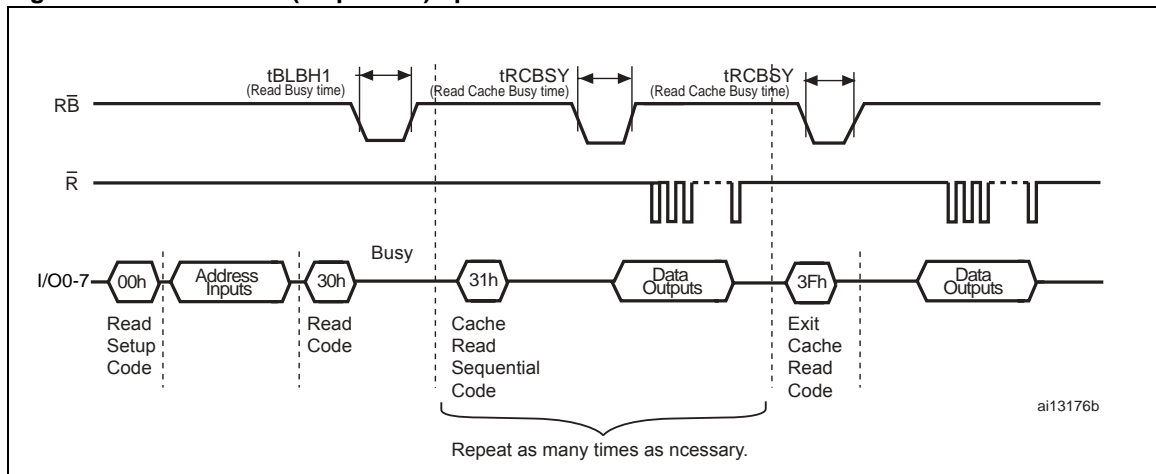 tBLBH1
(Read Busy time)
tRCBSY
(Read Cache Busy time)
tRCBSY
(Read Cache Busy time)
RB̅
R̅
Busy
I/O0-7
00h
Address
Inputs
30h
31h
Data
Outputs
3Fh
Data
Outputs
Read
Setup
Code
Read
Code
Cache
Read
Sequential
Code
Exit
Cache
Read
Code
ai13176b
Repeat as many times as ncessary.